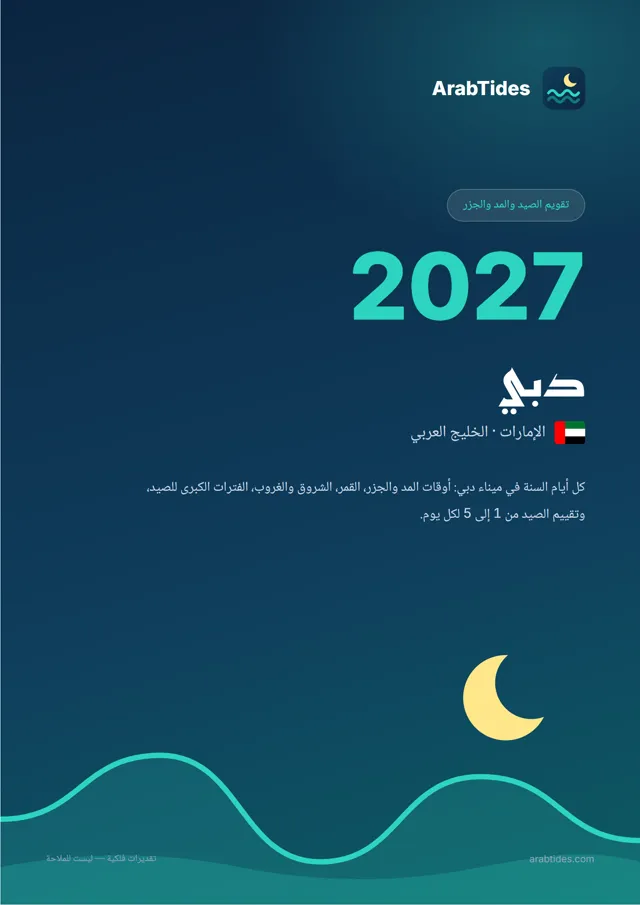 ArabTides
تقويم الصيد والمد والجزر
2027
دبي
الإمارات · الخليج العربي
كل أيام السنة في ميناء دبي: أوقات المد والجزر، القمر، الشروق والغروب، الفترات الكبرى للصيد،
وتقييم الصيد من 1 إلى 5 لكل يوم.
arabtides.com
تقديرات فلكية — ليست للملاحة